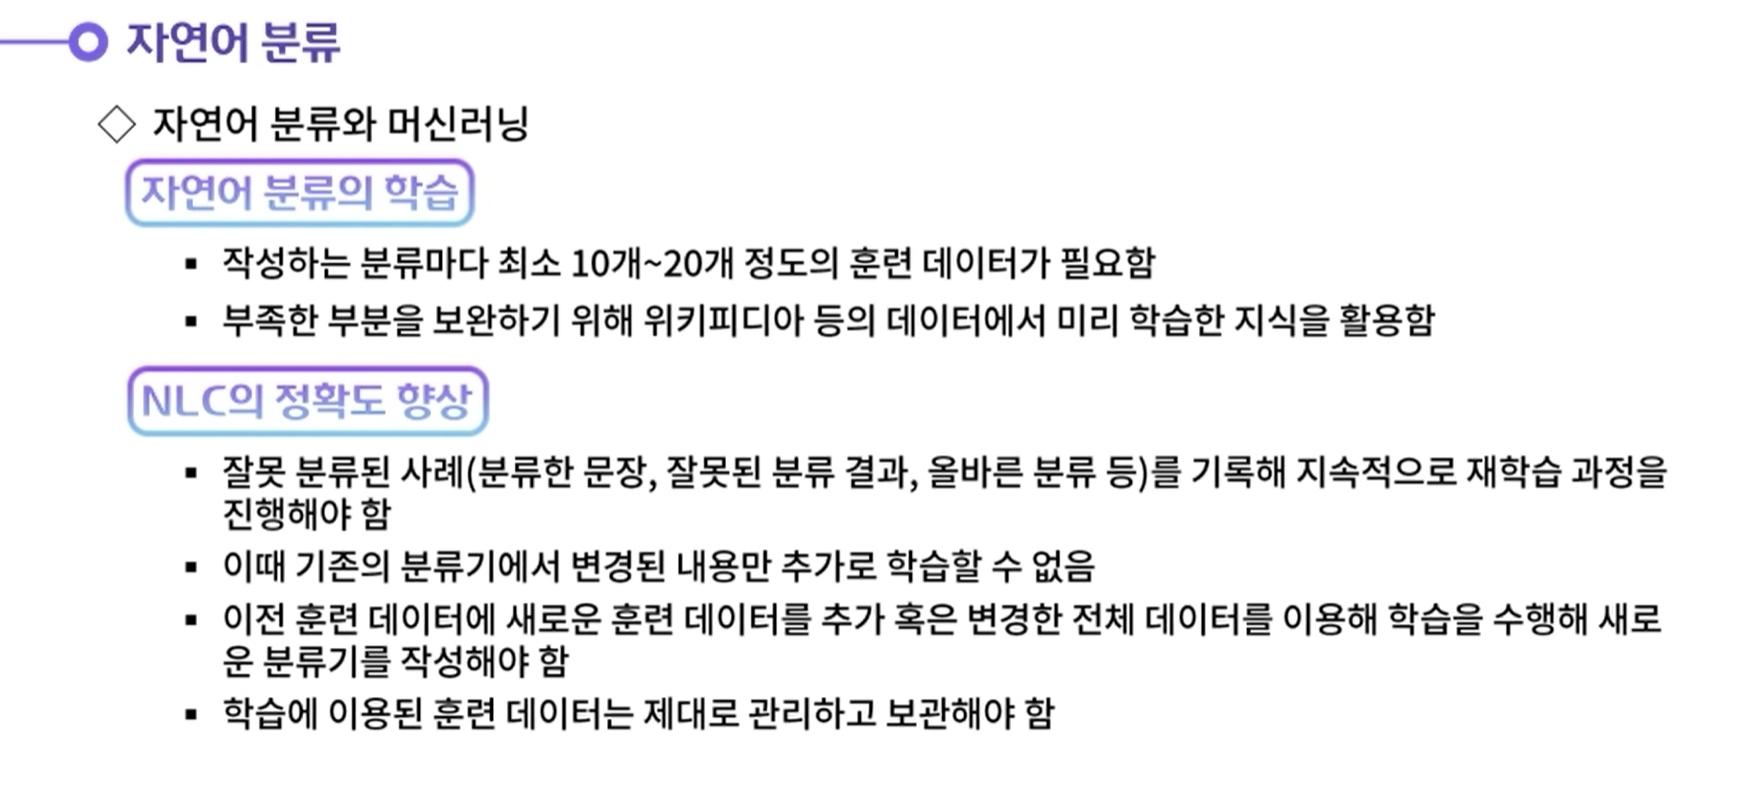 자연어 분류
◇ 자연어 분류와 머신러닝
자연어 분류의 학습
▪ 작성하는 분류마다 최소 10개~20개 정도의 훈련 데이터가 필요함
▪ 부족한 부분을 보완하기 위해 위키피디아 등의 데이터에서 미리 학습한 지식을 활용함
NLC의 정확도 향상
▪ 잘못 분류된 사례(분류한 문장, 잘못된 분류 결과, 올바른 분류 등)를 기록해 지속적으로 재학습 과정을
진행해야 함
▪ 이때 기존의 분류기에서 변경된 내용만 추가로 학습할 수 없음
▪ 이전 훈련 데이터에 새로운 훈련 데이터를 추가 혹은 변경한 전체 데이터를 이용해 학습을 수행해 새로
운 분류기를 작성해야 함
▪ 학습에 이용된 훈련 데이터는 제대로 관리하고 보관해야 함